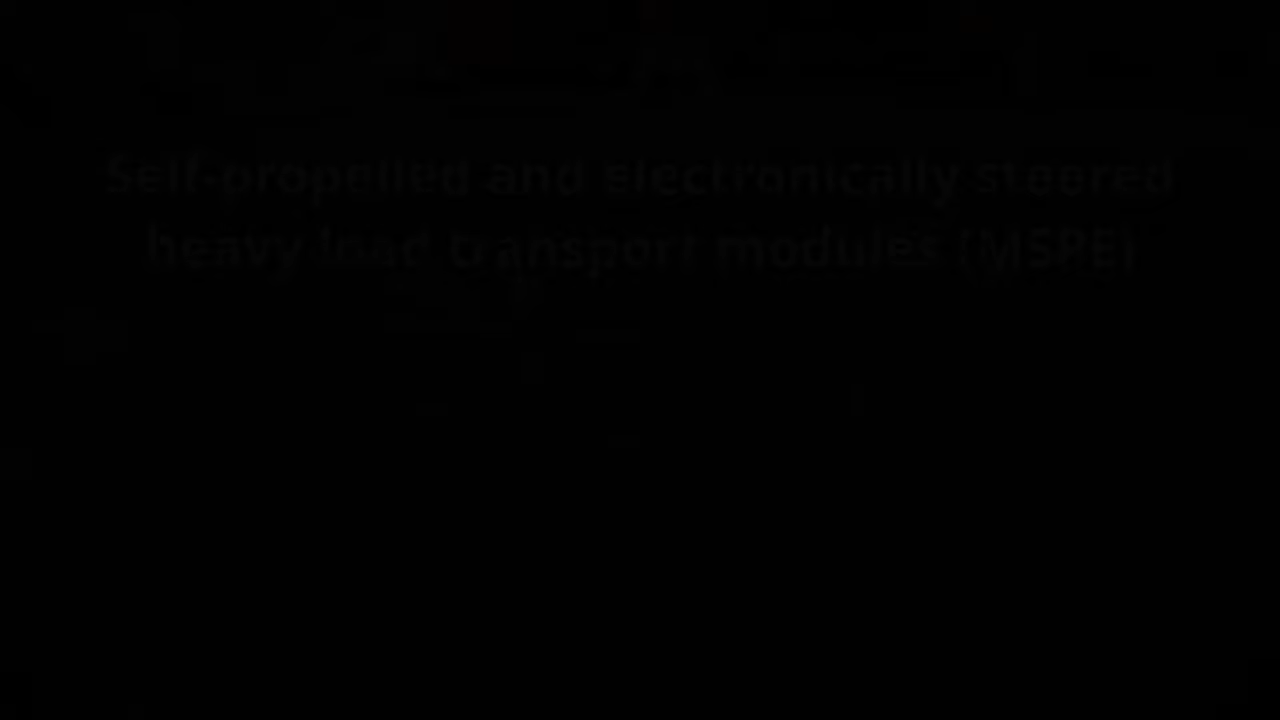 Self-propelled and electronically steered
heavy load transport modules (MSPE)